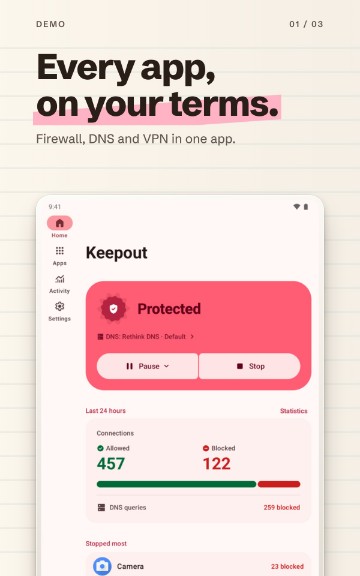 DEMO
01 / 03
Every app,
on your terms.
Firewall, DNS and VPN in one app.
9:41
Home
Apps
Activity
Settings
Keepout
Protected
DNS: Rethink DNS · Default
Pause
Stop
Last 24 hours
Statistics
Connections
Allowed
Blocked
457
122
DNS queries
259 blocked
Stopped most
Camera
23 blocked